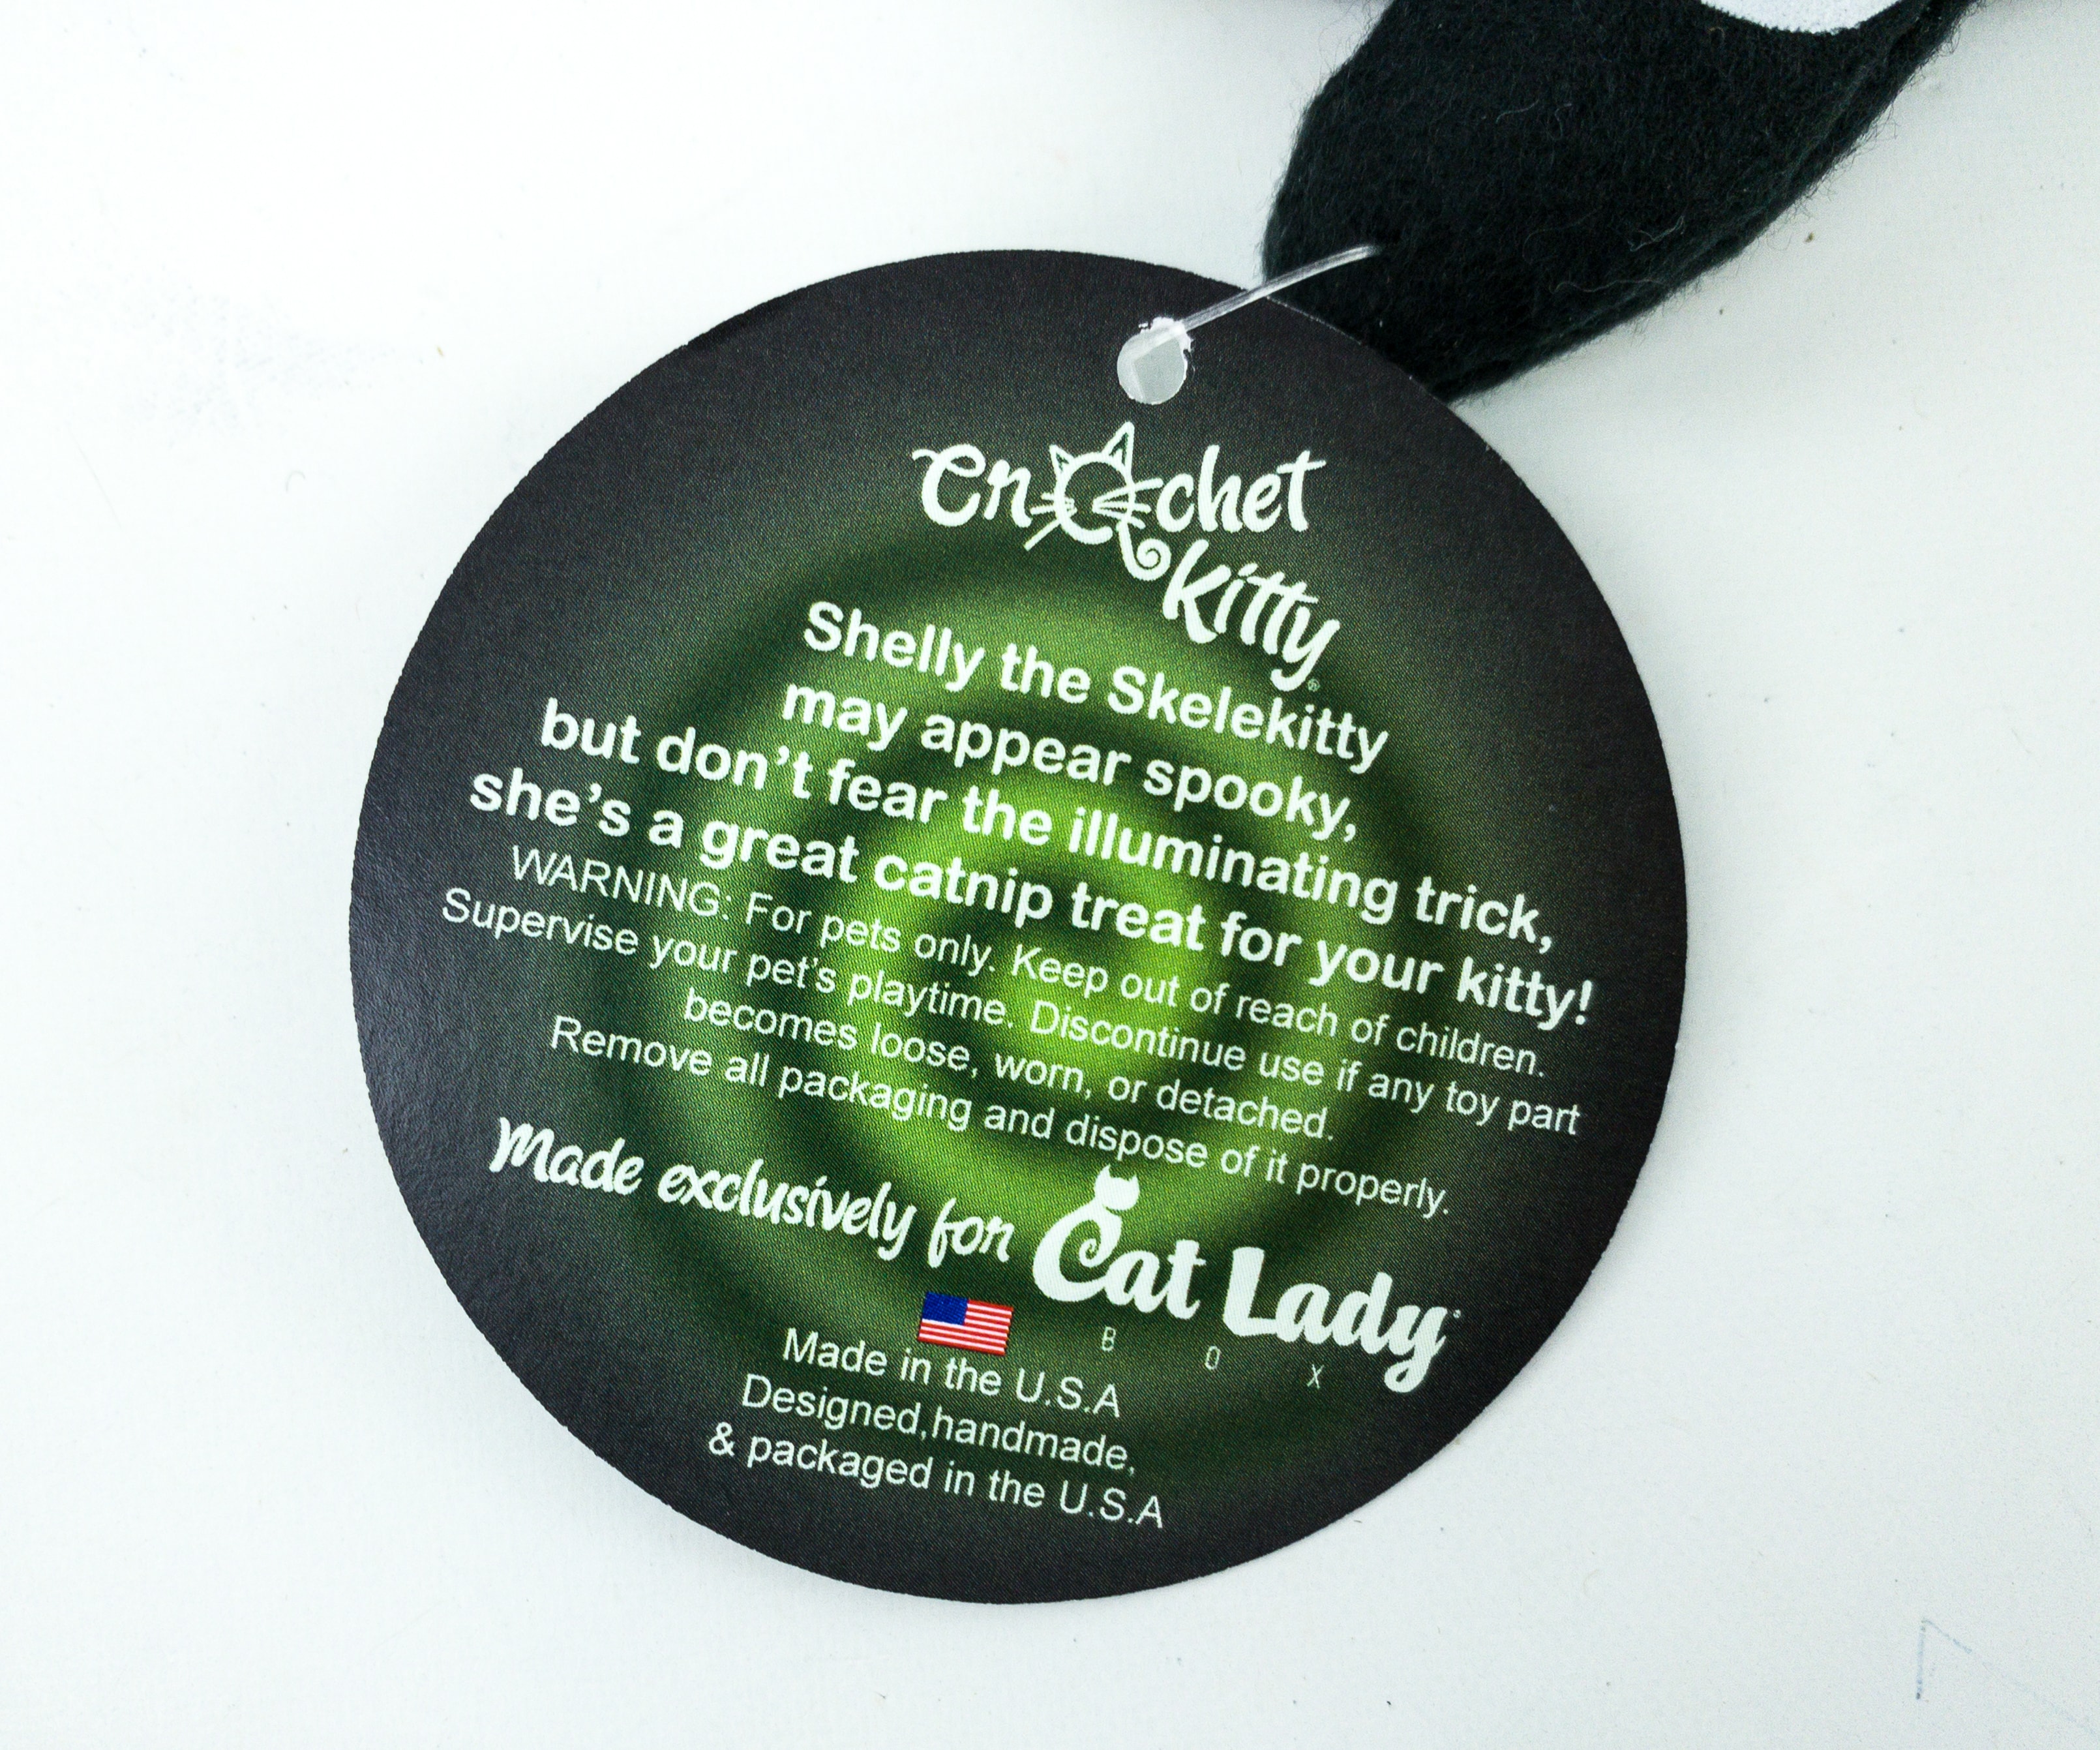 Crochet
Kitty®
Shelly the Skelekitty
may appear spooky,
but don't fear the illuminating trick,
she's a great catnip treat for your kitty!
WARNING: For pets only. Keep out of reach of children.
Supervise your pet's playtime. Discontinue use if any toy part
becomes loose, worn, or detached.
Remove all packaging and dispose of it properly.
Made exclusively for Cat Lady
BOX
Made in the U.S.A
Designed,handmade,
& packaged in the U.S.A